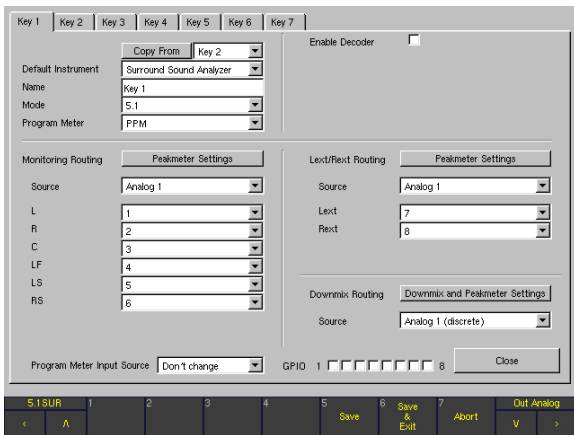 Key 1 Key 2 Key 3 Key 4 Key 5 Key 6 Key 7
Copy From Key 2 Enable Decoder
Default Instrument Surround Sound Analyzer
Name Key 1
Mode 5.1
Program Meter PPM
Monitoring Routing Peakmeter Settings Lext/Rext Routing Peakmeter Settings
Source Analog 1 Source Analog 1
L 1 Lext 7
R 2 Rext 8
C 3
LF 4
LS 5
RS 6
Downmix Routing Downmix and Peakmeter Settings
Source Analog 1 (discrete)
Program Meter Input Source Don't change GPIO 1 8 Close
5.1SUR 1 2 3 4 5 6 7 Out Analog
< Λ Save Save & Exit Abort V >